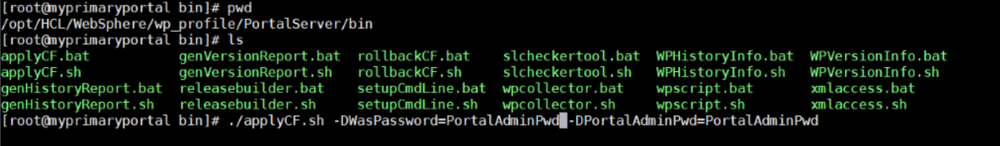 [root@myprimaryportal bin]# pwd
/opt/HCL/WebSphere/wp_profile/PortalServer/bin
[root@myprimaryportal bin]# ls
applyCF.bat genVersionReport.bat rollbackCF.bat slcheckertool.bat WPHistoryInfo.bat WPVersionInfo.bat
applyCF.sh genVersionReport.sh rollbackCF.sh slcheckertool.sh WPHistoryInfo.sh WPVersionInfo.sh
genHistoryReport.bat releasebuilder.bat setupCmdLine.bat wpcollector.bat wpscript.bat xmlaccess.bat
genHistoryReport.sh releasebuilder.sh setupCmdLine.sh wpcollector.sh wpscript.sh xmlaccess.sh
[root@myprimaryportal bin]# ./applyCF.sh -DWasPassword=PortalAdminPwd -DPortalAdminPwd=PortalAdminPwd